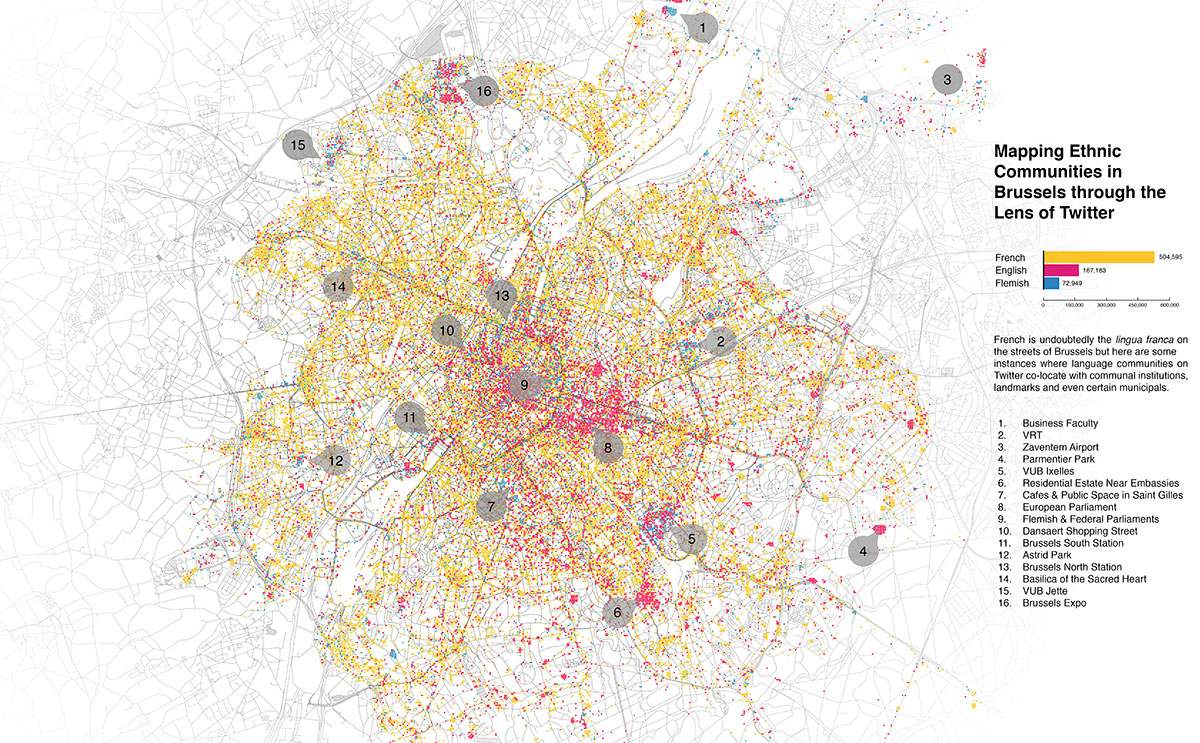 1
3
16
15
14
13
10
2
9
11
8
12
7
5
4
6
Mapping Ethnic
Communities in
Brussels through the
Lens of Twitter
French 504,595
English 167,163
Flemish 72,949
0 150,000 300,000 450,000 600,000
French is undoubtedly the lingua franca on
the streets of Brussels but here are some
instances where language communities on
Twitter co-locate with communal institutions,
landmarks and even certain municipals.
1. Business Faculty
2. VRT
3. Zaventem Airport
4. Parmentier Park
5. VUB Ixelles
6. Residential Estate Near Embassies
7. Cafes & Public Space in Saint Gilles
8. European Parliament
9. Flemish & Federal Parliaments
10. Dansaert Shopping Street
11. Brussels South Station
12. Astrid Park
13. Brussels North Station
14. Basilica of the Sacred Heart
15. VUB Jette
16. Brussels Expo